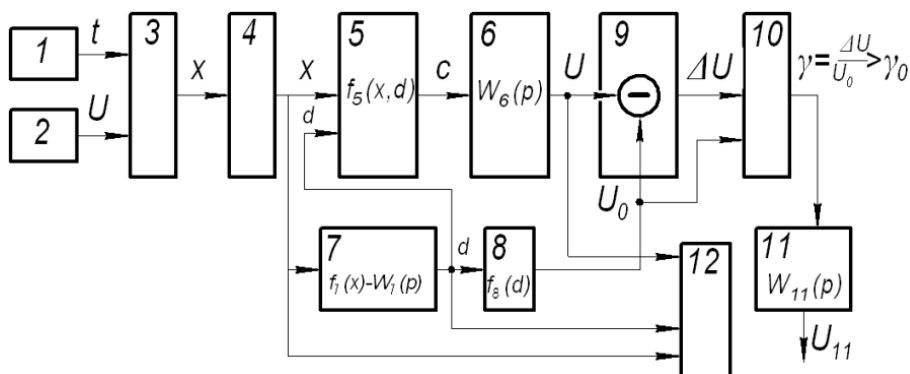 1
t
2
U
3
X
4
X
d
5
f₅(x,d)
c
6
W₆(p)
U
9
−
ΔU
U₀
10
γ=ΔU/U₀>γ₀
7
f₇(x)-W₇(p)
d
8
f₈(d)
12
11
W₁₁(p)
U₁₁